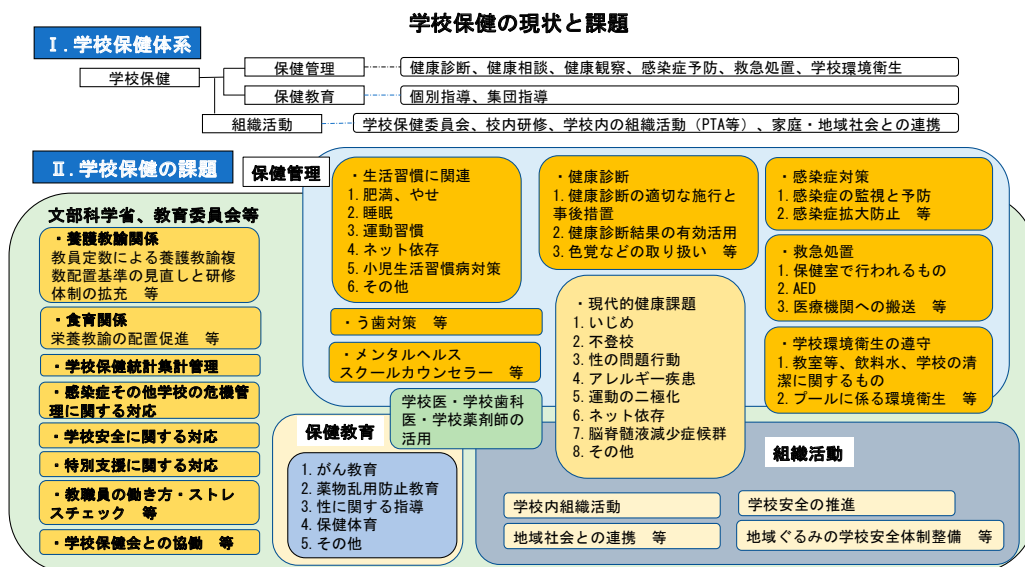 学校保健の現状と課題
Ⅰ.学校保健体系
学校保健
保健管理
健康診断、健康相談、健康観察、感染症予防、救急処置、学校環境衛生
保健教育
個別指導、集団指導
組織活動
学校保健委員会、校内研修、学校内の組織活動（PTA等）、家庭・地域社会との連携
Ⅱ.学校保健の課題
文部科学省、教育委員会等
・養護教諭関係
教員定数による養護教諭複
数配置基準の見直しと研修
体制の拡充　等
・食育関係
栄養教諭の配置促進　等
・学校保健統計集計管理
・感染症その他学校の危機管
理に関する対応
・学校安全に関する対応
・特別支援に関する対応
・教職員の働き方・ストレ
スチェック　等
・学校保健会との協働　等
保健管理
・生活習慣に関連
1. 肥満、やせ
2. 睡眠
3. 運動習慣
4. ネット依存
5. 小児生活習慣病対策
6. その他
・う歯対策　等
・メンタルヘルス
スクールカウンセラー　等
・健康診断
1. 健康診断の適切な施行と
事後措置
2. 健康診断結果の有効活用
3. 色覚などの取り扱い　等
・感染症対策
1. 感染症の監視と予防
2. 感染症拡大防止　等
・救急処置
1. 保健室で行われるもの
2. AED
3. 医療機関への搬送　等
・学校環境衛生の遵守
1. 教室等、飲料水、学校の清
潔に関するもの
2. プールに係る環境衛生　等
・現代的健康課題
1. いじめ
2. 不登校
3. 性の問題行動
4. アレルギー疾患
5. 運動の二極化
6. ネット依存
7. 脳脊髄液減少症候群
8. その他
学校医・学校歯科
医・学校薬剤師の
活用
保健教育
1. がん教育
2. 薬物乱用防止教育
3. 性に関する指導
4. 保健体育
5. その他
組織活動
学校内組織活動
学校安全の推進
地域社会との連携　等
地域ぐるみの学校安全体制整備　等